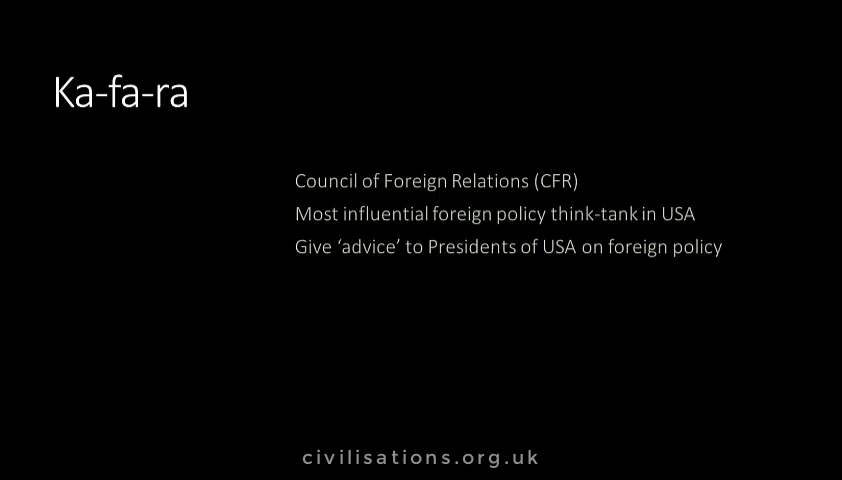 Ka-fa-ra
Council of Foreign Relations (CFR)
Most influential foreign policy think-tank in USA
Give ‘advice’ to Presidents of USA on foreign policy
civilisations.org.uk